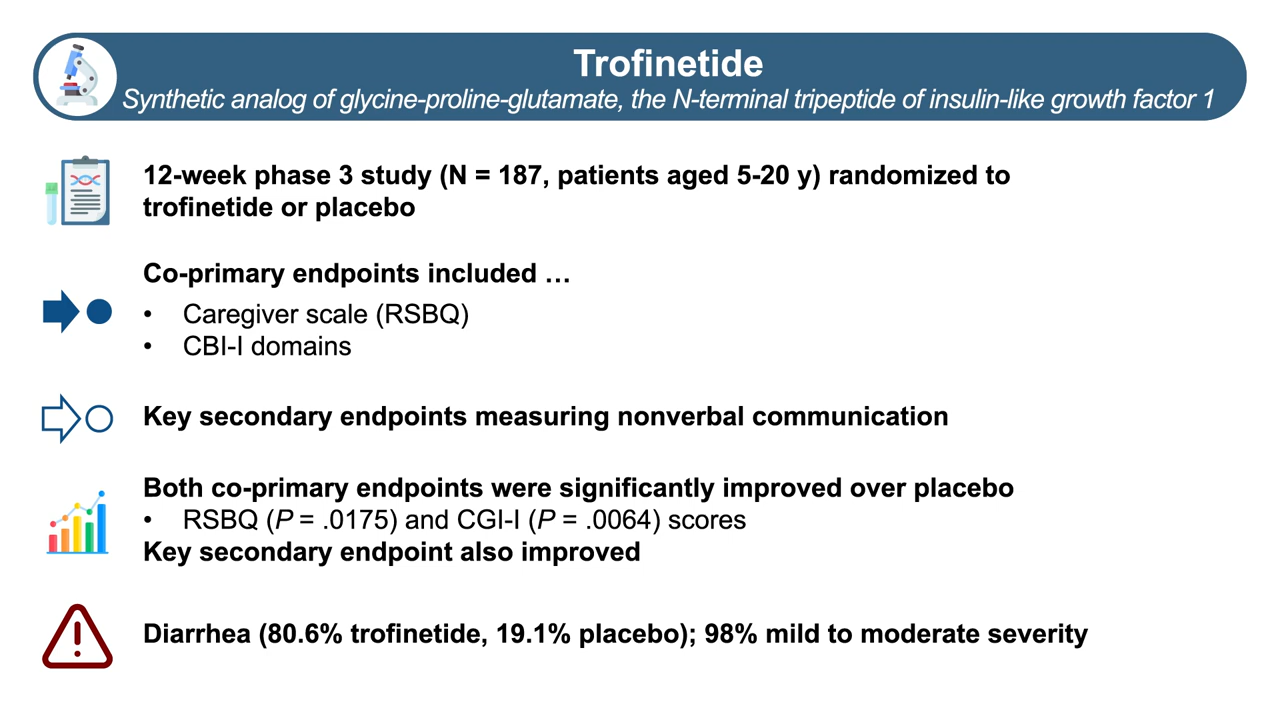 Trofinetide
Synthetic analog of glycine-proline-glutamate, the N-terminal tripeptide of insulin-like growth factor 1
12-week phase 3 study (N = 187, patients aged 5-20 y) randomized to
trofinetide or placebo
Co-primary endpoints included …
• Caregiver scale (RSBQ)
• CBI-I domains
Key secondary endpoints measuring nonverbal communication
Both co-primary endpoints were significantly improved over placebo
• RSBQ (P = .0175) and CGI-I (P = .0064) scores
Key secondary endpoint also improved
Diarrhea (80.6% trofinetide, 19.1% placebo); 98% mild to moderate severity